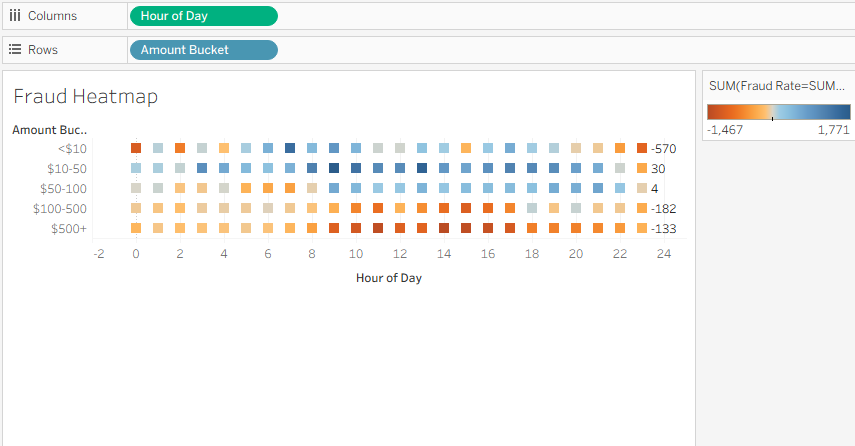 Columns
Hour of Day
Rows
Amount Bucket
Fraud Heatmap
SUM(Fraud Rate=SUM...
-1,467 1,771
Amount Buc..
<$10 -570
$10-50 30
$50-100 4
$100-500 -182
$500+ -133
-2 0 2 4 6 8 10 12 14 16 18 20 22 24
Hour of Day